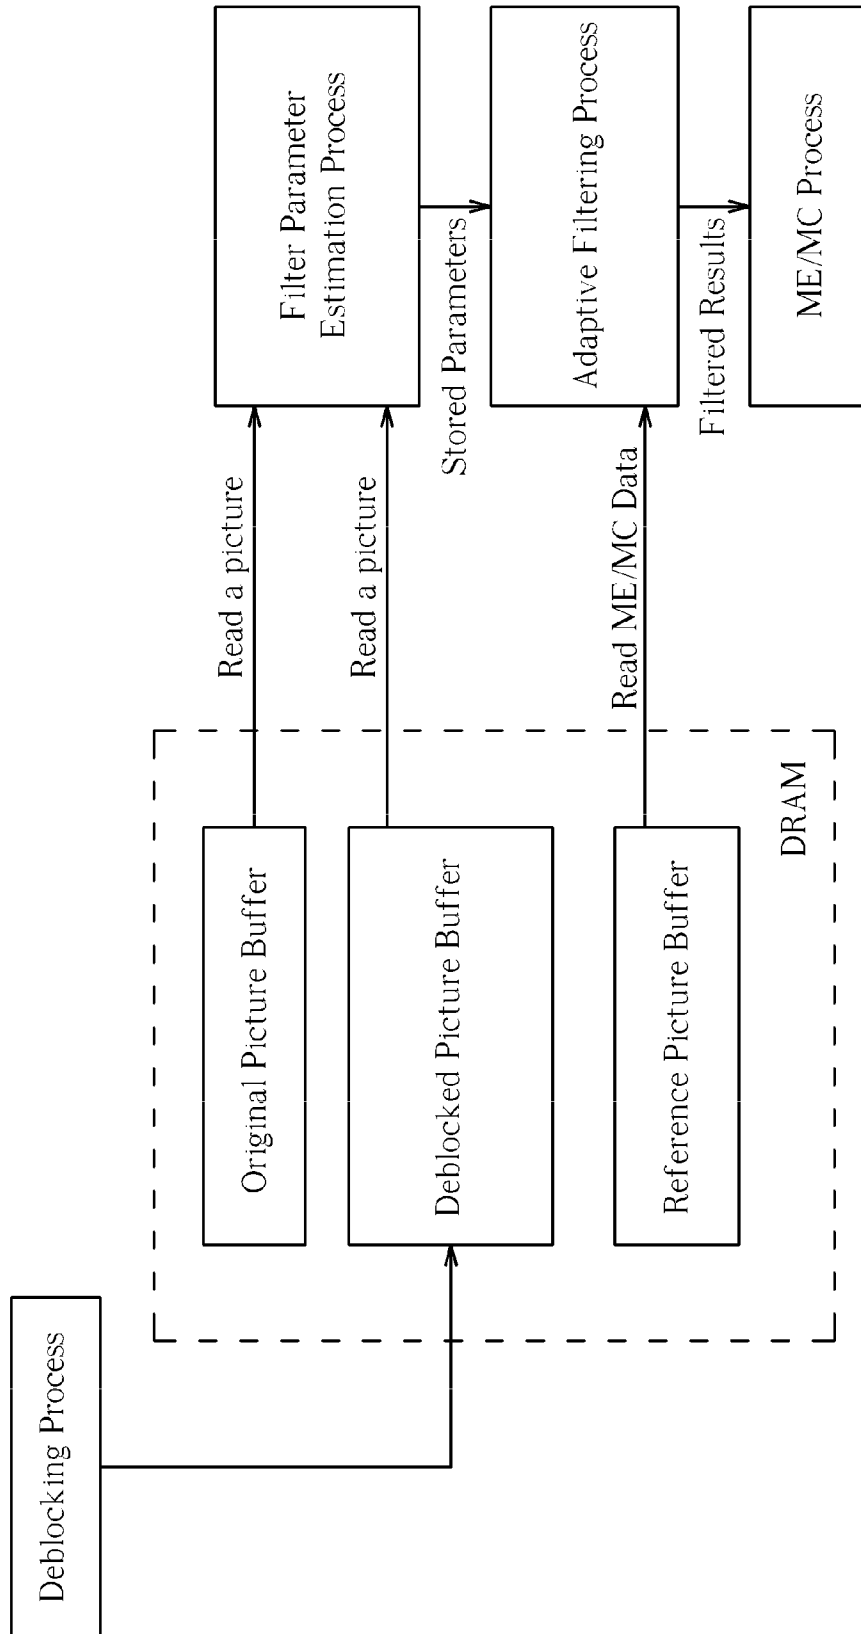 Deblocking Process
Original Picture Buffer
Deblocked Picture Buffer
Reference Picture Buffer
DRAM
Read a picture
Read a picture
Read ME/MC Data
Filter Parameter
Estimation Process
Stored Parameters
Adaptive Filtering Process
Filtered Results
ME/MC Process